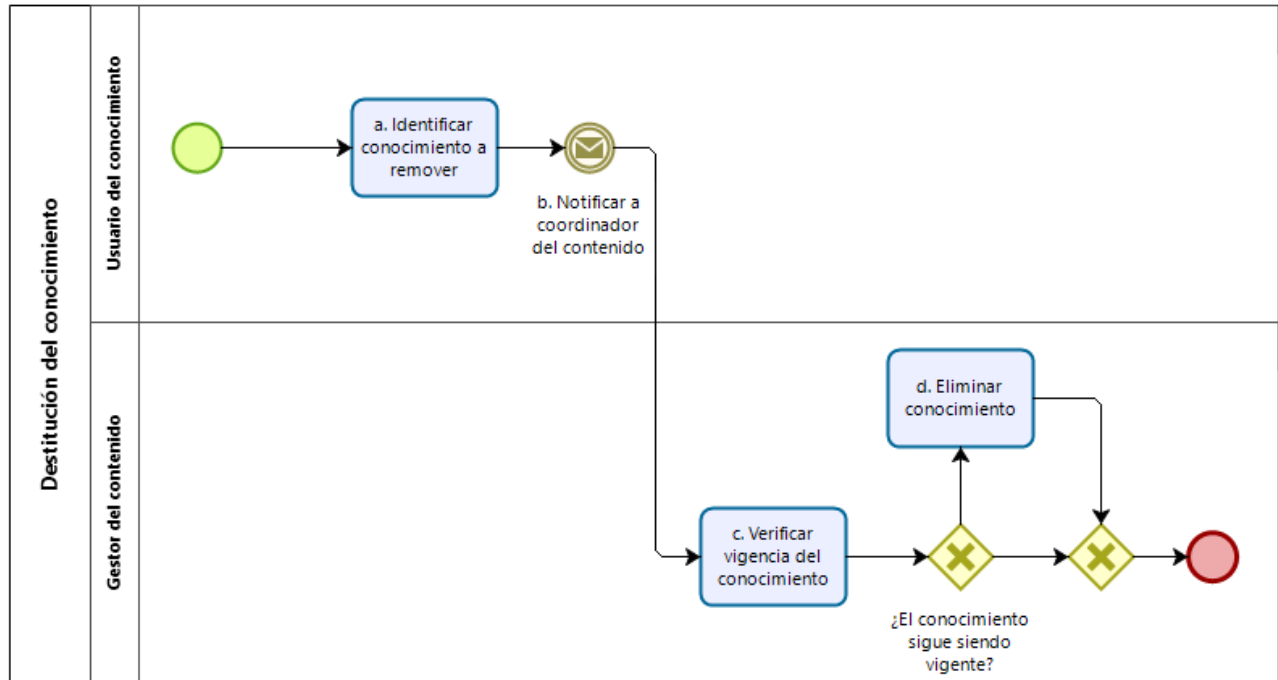 Destitución del conocimiento
Usuario del conocimiento
a. Identificar
conocimiento a
remover
b. Notificar a
coordinador
del contenido
Gestor del contenido
d. Eliminar
conocimiento
c. Verificar
vigencia del
conocimiento
¿El conocimiento
sigue siendo
vigente?